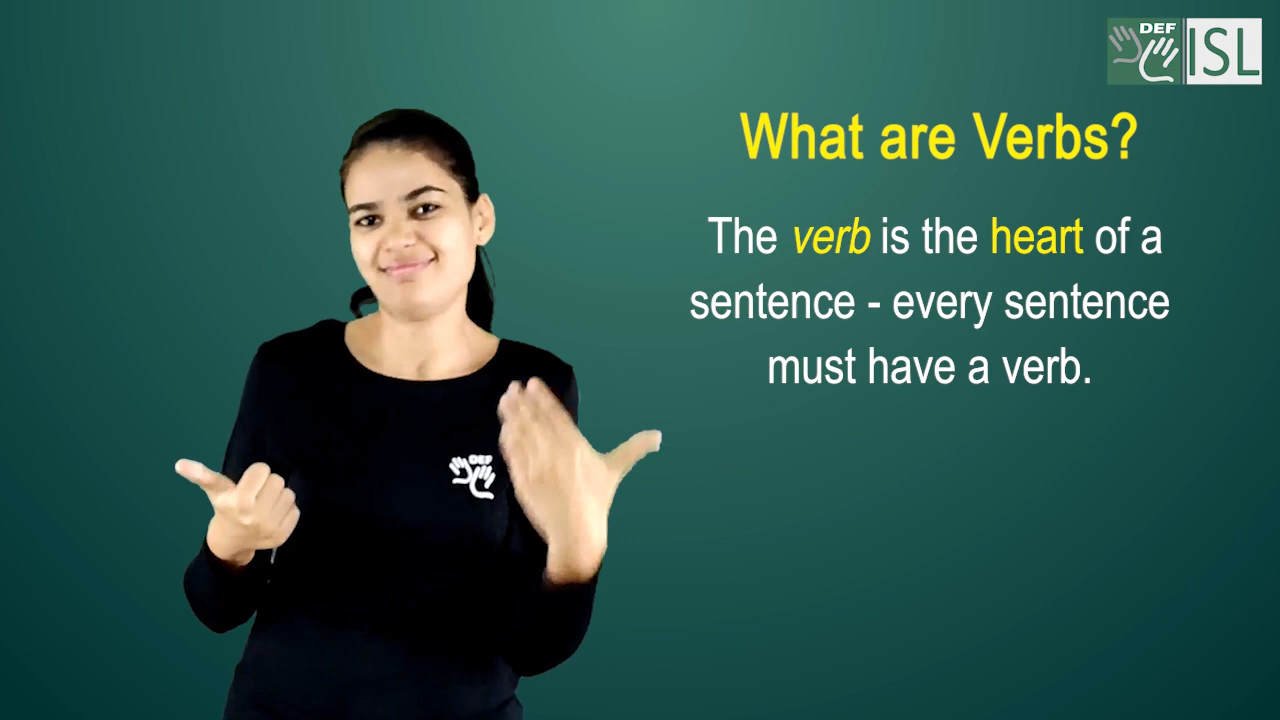 DEF
ISL
What are Verbs?
The verb is the heart of a
sentence - every sentence
must have a verb.
DEF